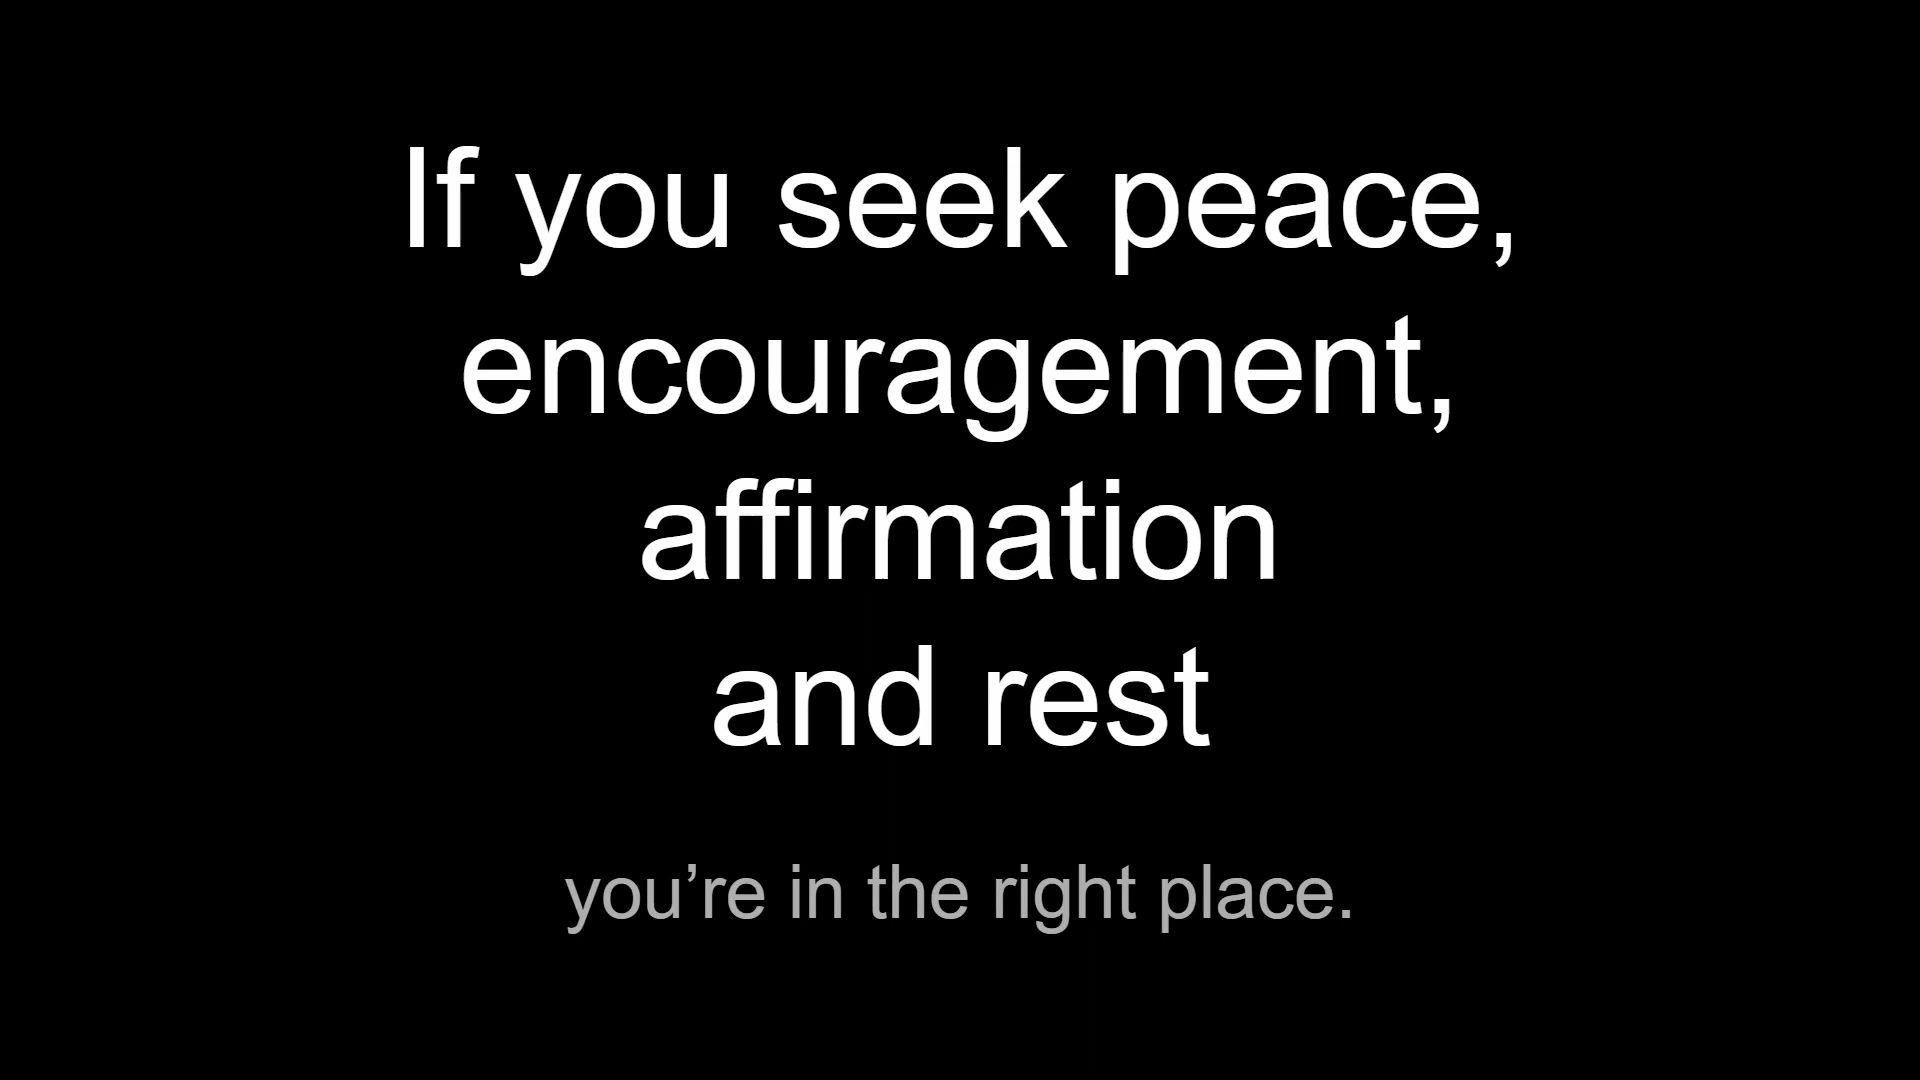 If you seek peace,
encouragement,
affirmation
and rest
you’re in the right place.